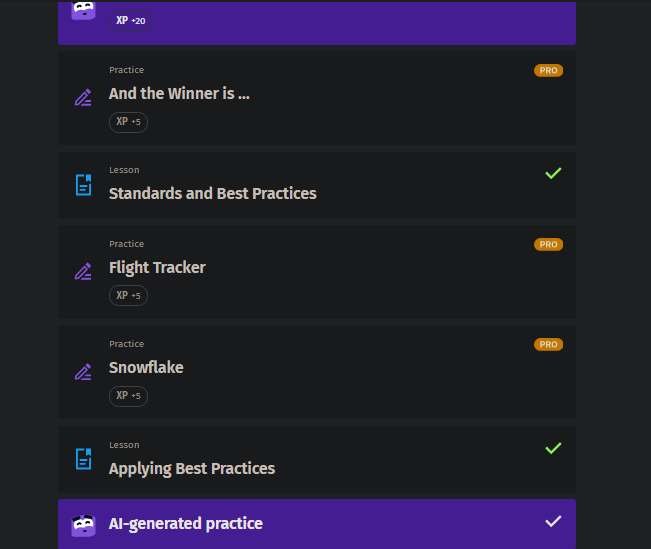 XP +20
Practice
PRO
And the Winner is ...
XP +5
Lesson
Standards and Best Practices
Practice
PRO
Flight Tracker
XP +5
Practice
PRO
Snowflake
XP +5
Lesson
Applying Best Practices
AI-generated practice